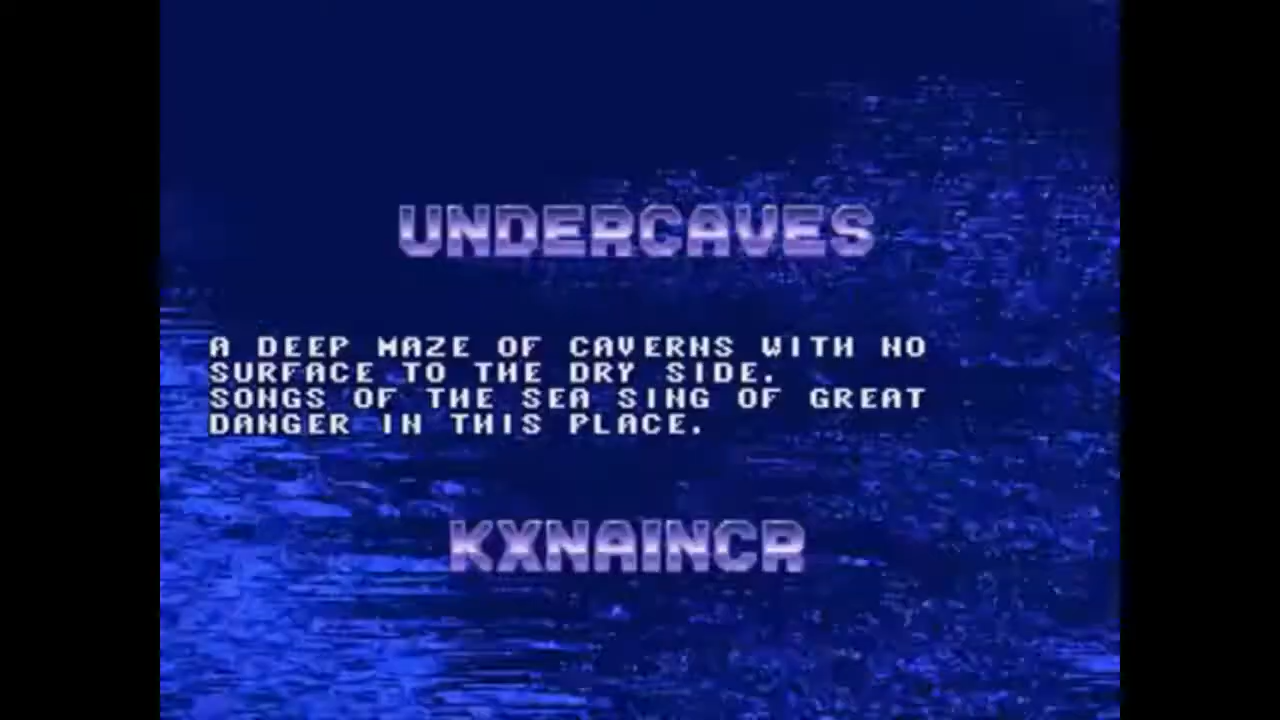 UNDERCAVES
A DEEP MAZE OF CAVERNS WITH NO
SURFACE TO THE DRY SIDE.
SONGS OF THE SEA SING OF GREAT
DANGER IN THIS PLACE.
KXNAINCR